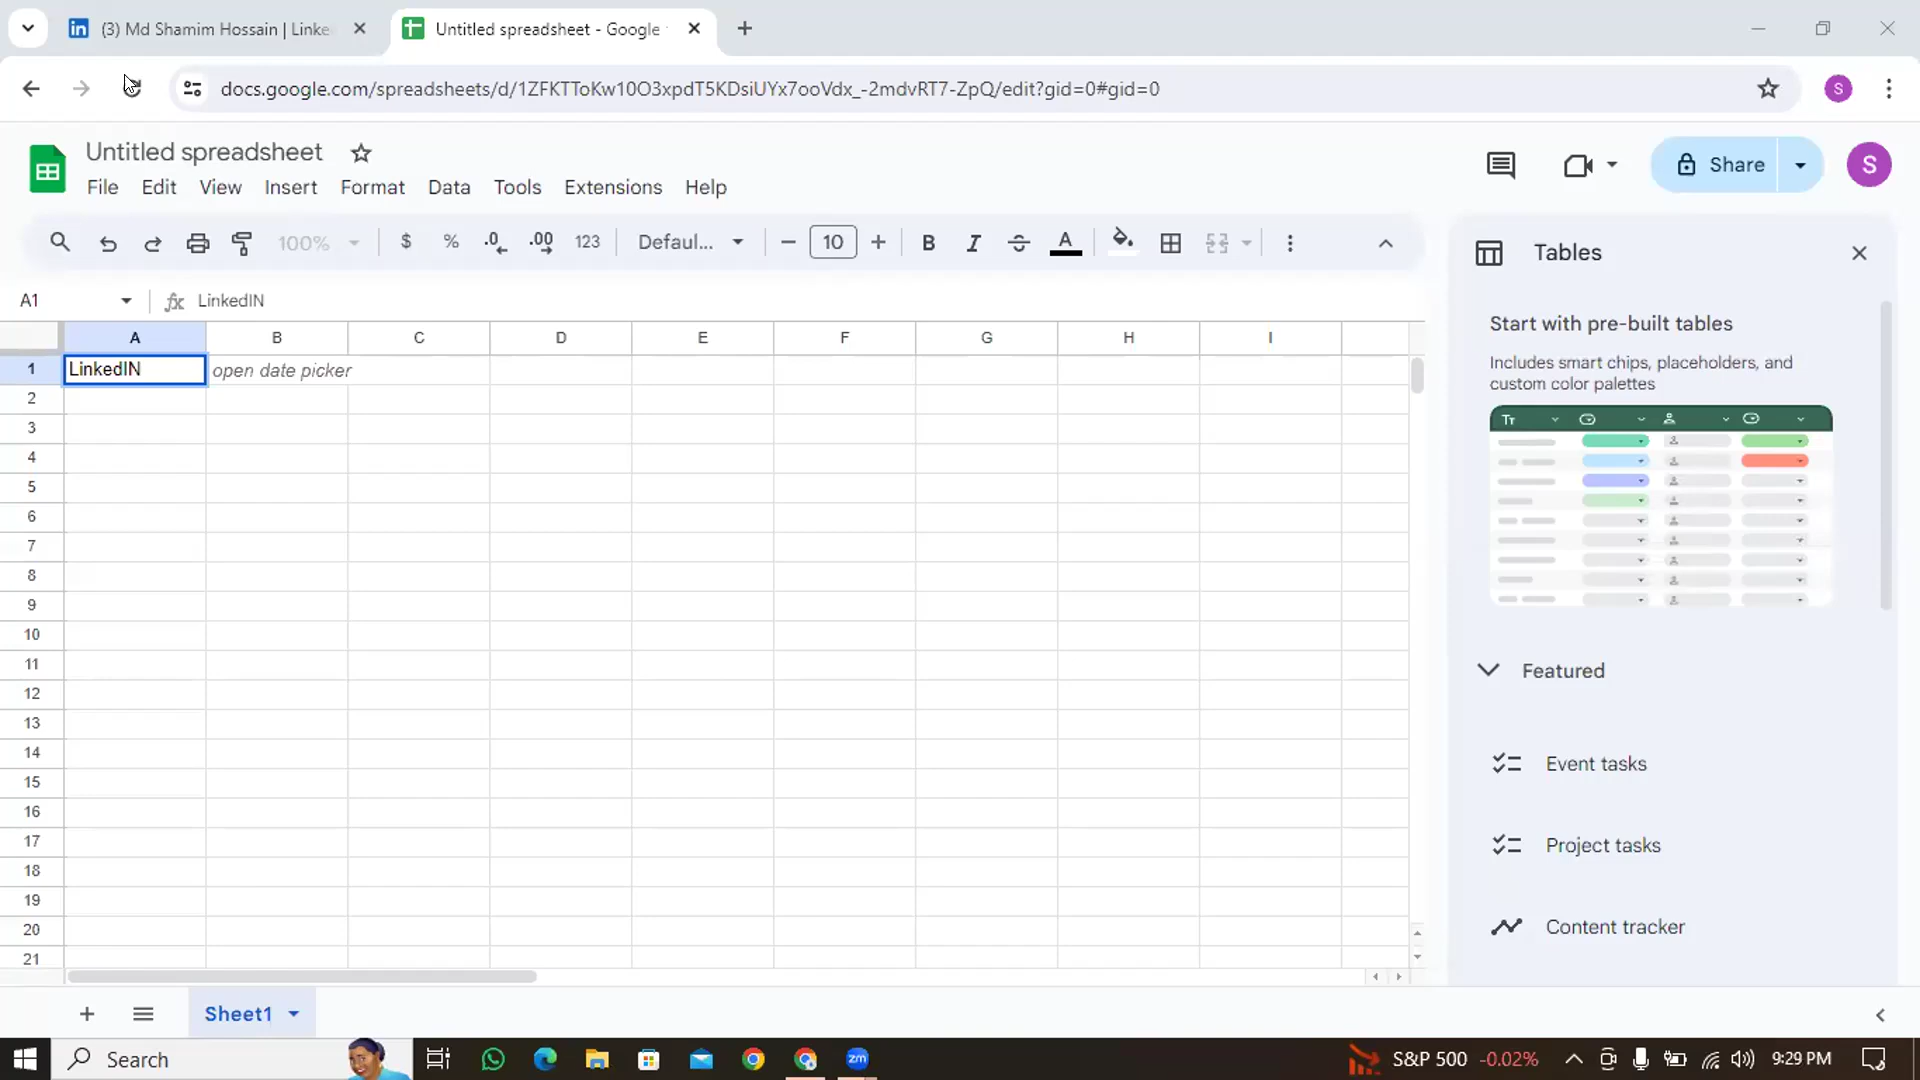 (3) Md Shamim Hossain | Linke
Untitled spreadsheet - Google
docs.google.com/spreadsheets/d/1ZFKTToKw10O3xpdT5KDsiUYx7ooVdx_-2mdvRT7-ZpQ/edit?gid=0#gid=0
S
Untitled spreadsheet
File Edit View Insert Format Data Tools Extensions Help
Share
S
100% $ % .0 .00 123 Defaul... 10 B I S A
Tables
A1 fx LinkedIN
Start with pre-built tables
Includes smart chips, placeholders, and
custom color palettes
Tт
A B C D E F G H I
1 LinkedIN open date picker
2
3
4
5
6
7
8
9
10
11
12
13
14
15
16
17
18
19
20
21
Featured
Event tasks
Project tasks
Content tracker
Sheet1
Search
zm
S&P 500 -0.02%
9:29 PM